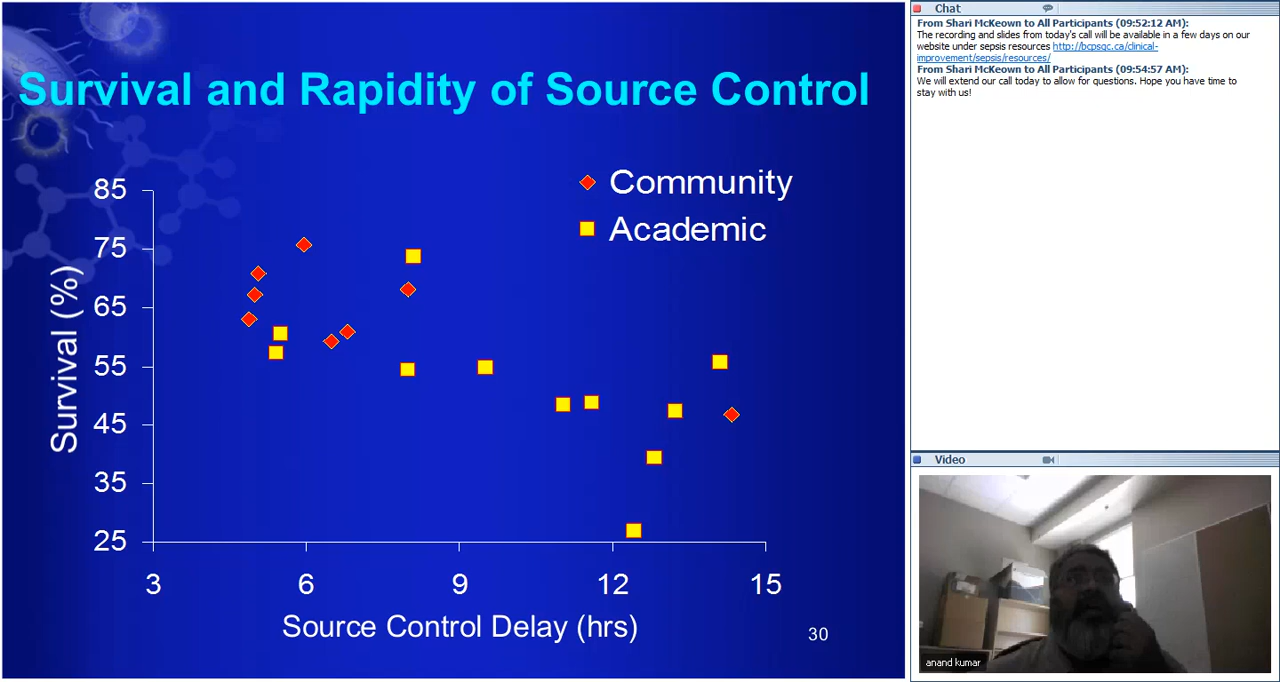 Survival and Rapidity of Source Control
Community
Academic
85
75
65
55
45
35
25
Survival (%)
3 6 9 12 15
Source Control Delay (hrs)
30
Chat
From Shari McKeown to All Participants (09:52:12 AM):
The recording and slides from today's call will be available in a few days on our
website under sepsis resources http://bcpsqc.ca/clinical-
improvement/sepsis/resources/
From Shari McKeown to All Participants (09:54:57 AM):
We will extend our call today to allow for questions. Hope you have time to
stay with us!
Video
anand kumar